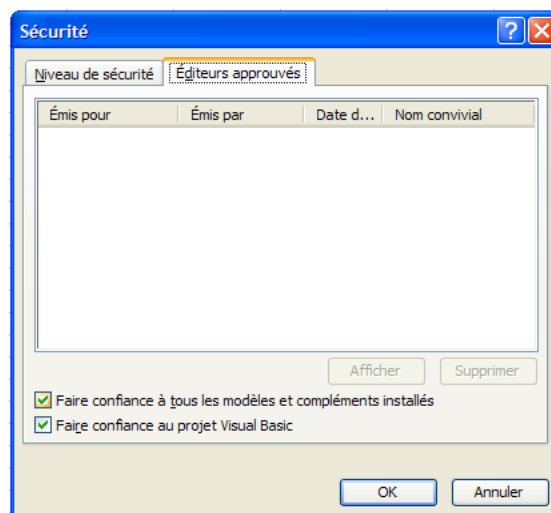 Sécurité
Niveau de sécurité Éditeurs approuvés
Émis pour Émis par Date d... Nom convivial
Afficher Supprimer
Faire confiance à tous les modèles et compléments installés
Faire confiance au projet Visual Basic
OK Annuler